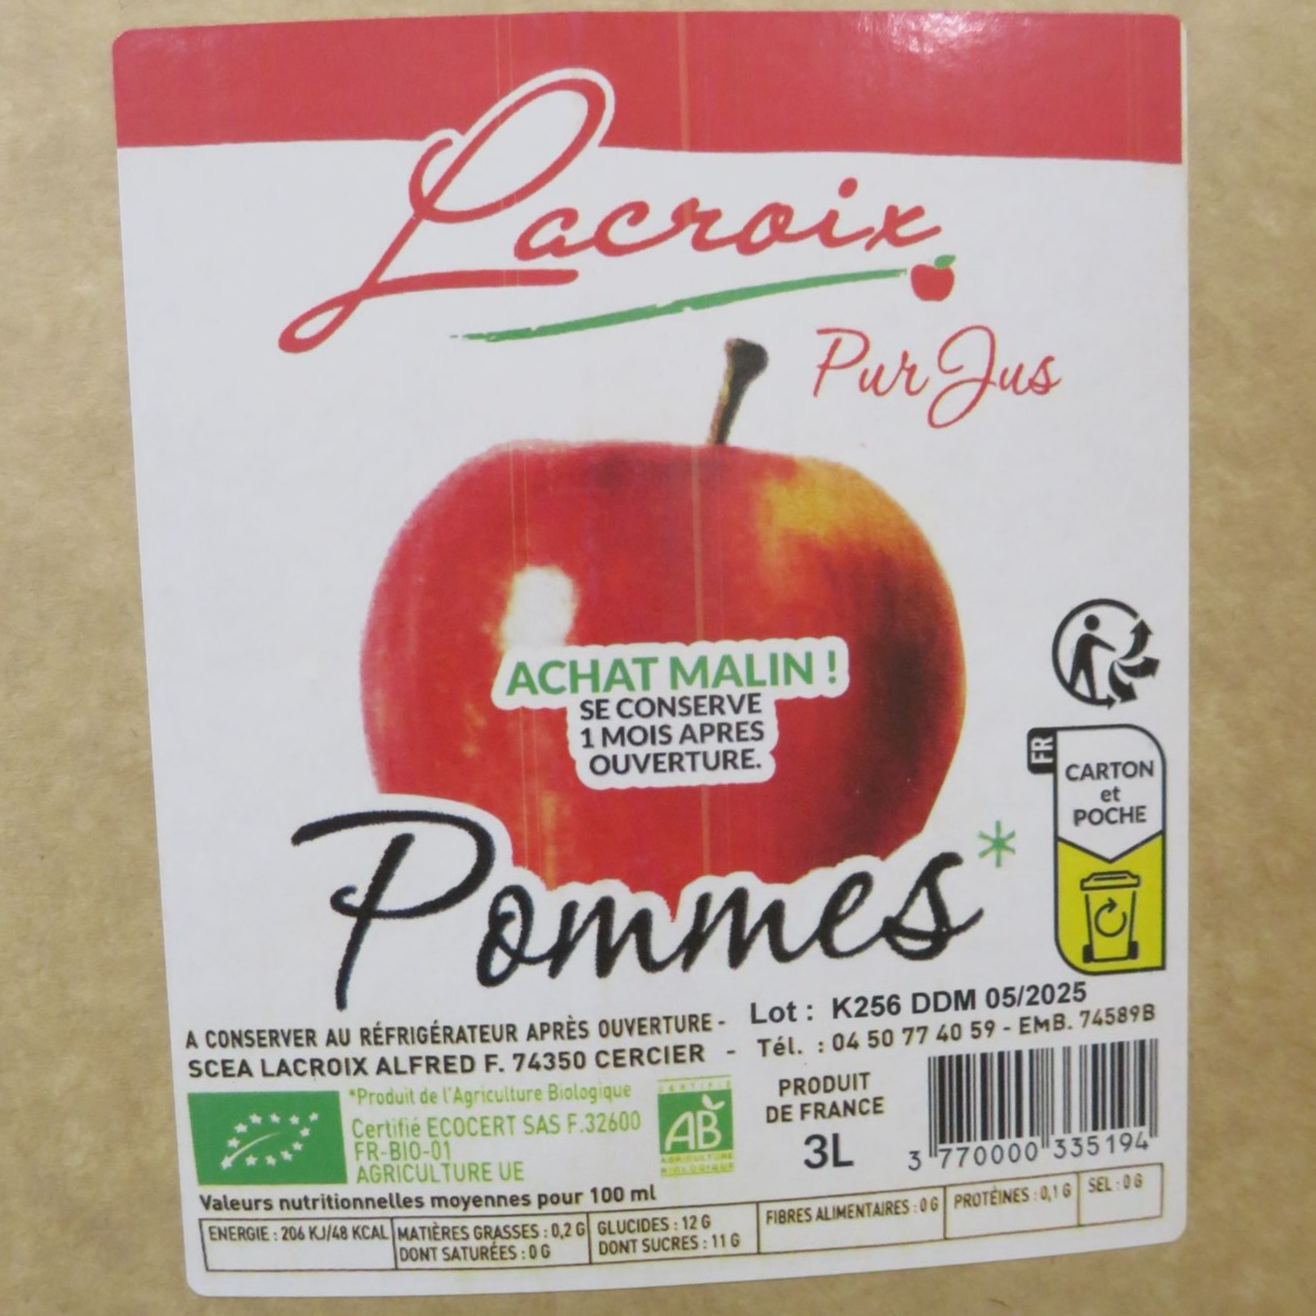 Lacroix
Pur Jus
ACHAT MALIN !
SE CONSERVE
1 MOIS APRES
OUVERTURE.
FR
CARTON
et
POCHE
Pommes*
A CONSERVER AU RÉFRIGÉRATEUR APRÈS OUVERTURE - Lot : K256 DDM 05/2025
SCEA LACROIX ALFRED F. 74350 CERCIER - Tél. : 04 50 77 40 59 - EMB. 74589B
*Produit de l'Agriculture Biologique
Certifié ECOCERT SAS F.32600
FR-BIO-01
AGRICULTURE UE
CERTIFIÉ
AB
AGRICULTURE
BIOLOGIQUE
PRODUIT
DE FRANCE
3L
3 770000 335194
Valeurs nutritionnelles moyennes pour 100 ml
ENERGIE : 206 KJ/48 KCAL
MATIÈRES GRASSES : 0,2 G
DONT SATURÉES : 0 G
GLUCIDES : 12 G
DONT SUCRES : 11 G
FIBRES ALIMENTAIRES : 0 G
PROTÉINES : 0,1 G
SEL : 0 G